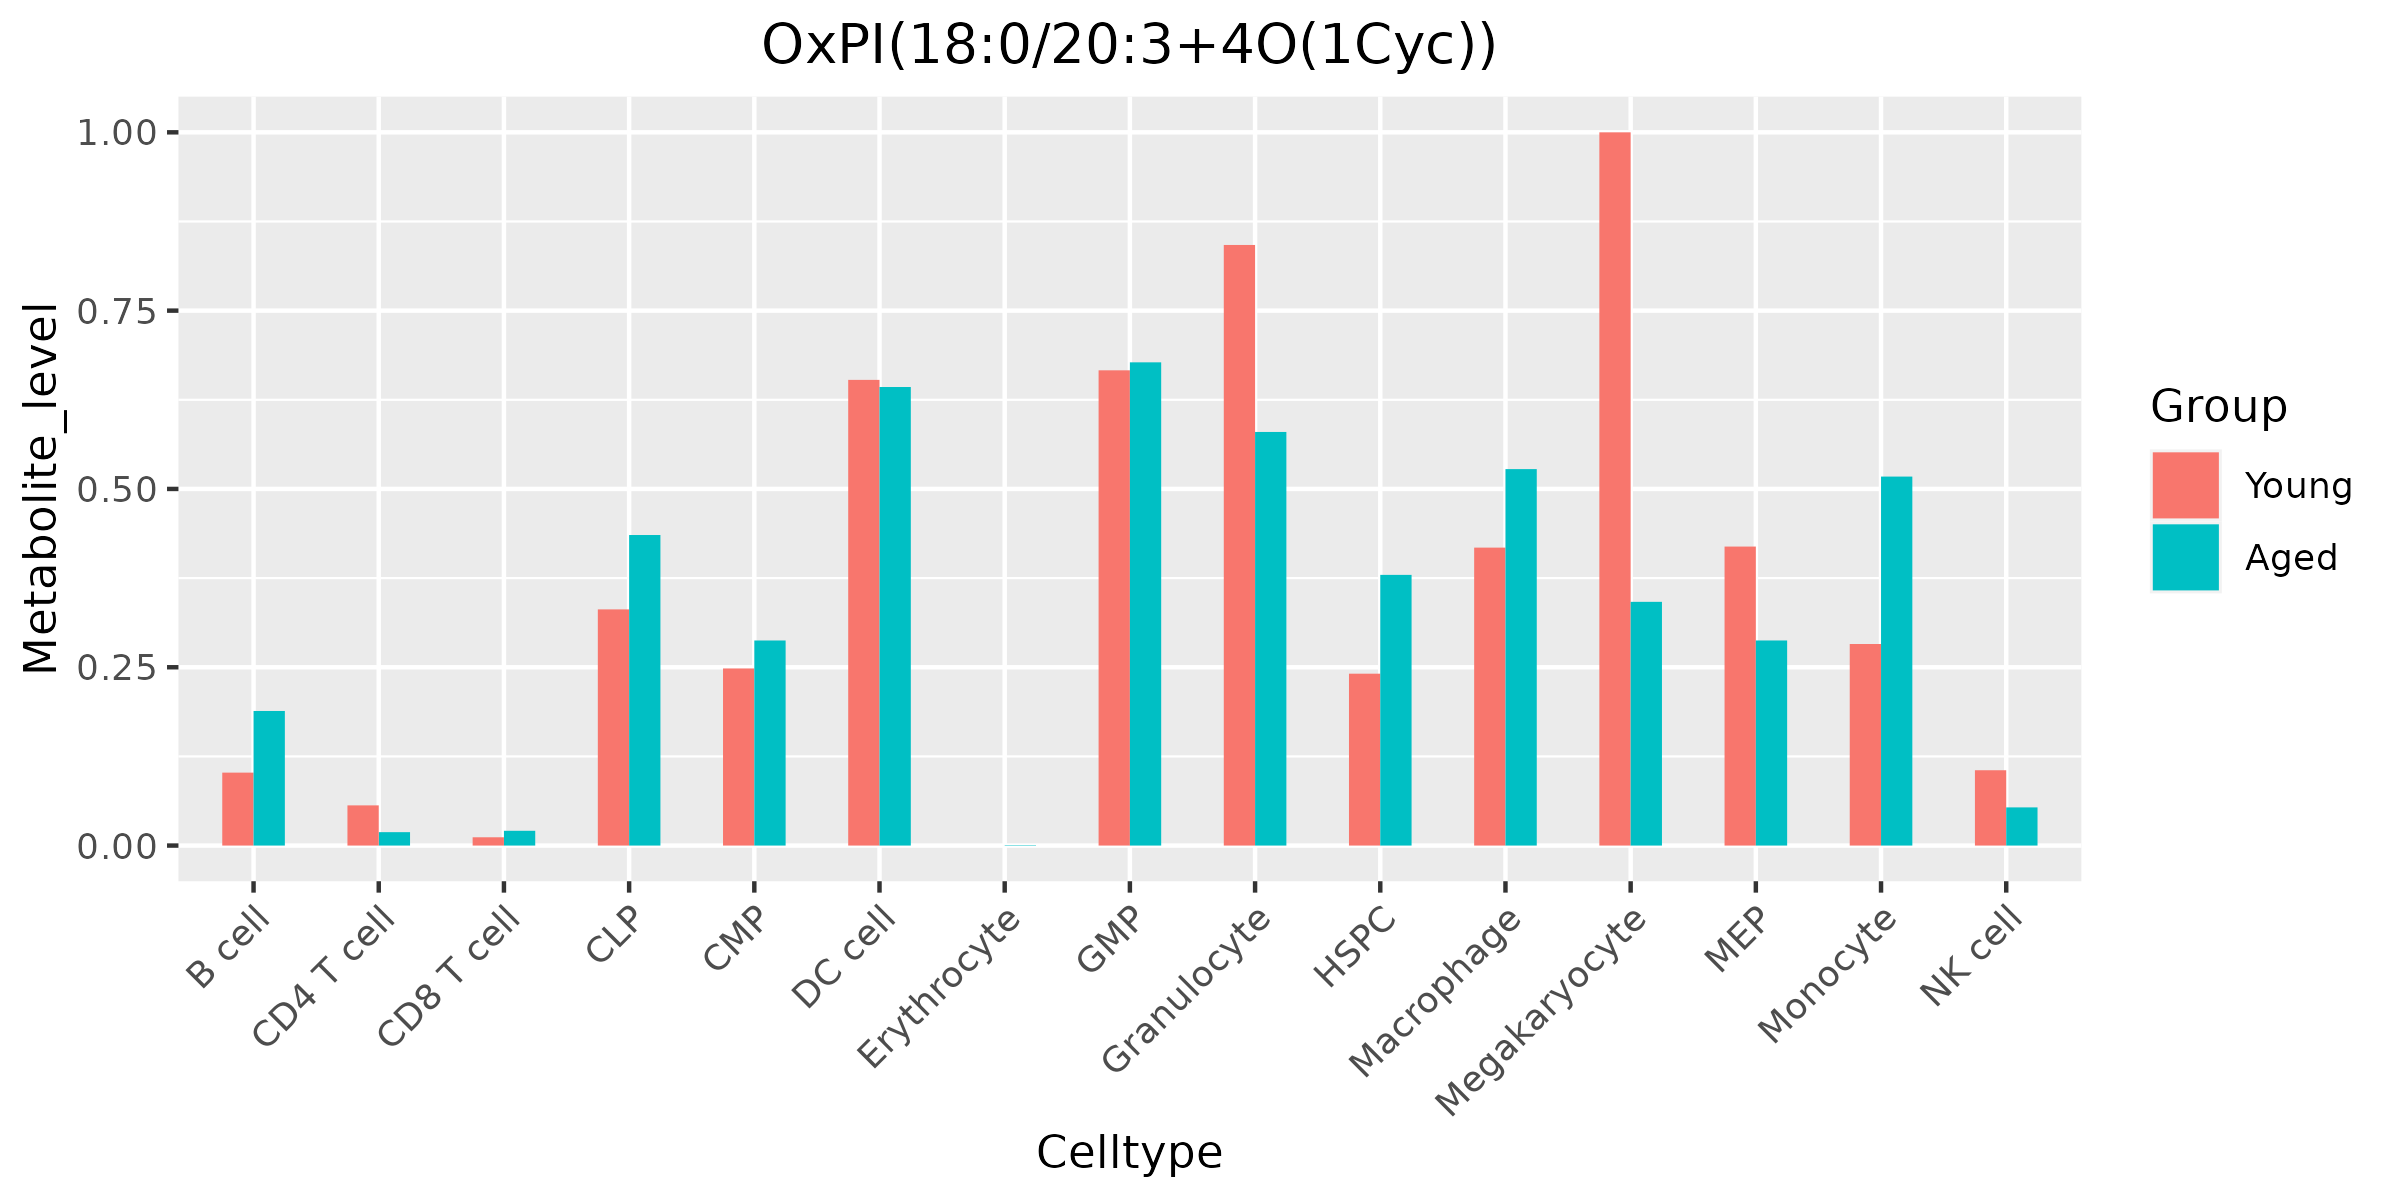 OxPI(18:0/20:3+4O(1Cyc))
Metabolite_level
1.00
0.75
0.50
0.25
0.00
B cell
CD4 T cell
CD8 T cell
CLP
CMP
DC cell
Erythrocyte
GMP
Granulocyte
HSPC
Macrophage
Megakaryocyte
MEP
Monocyte
NK cell
Celltype
Group
Young
Aged